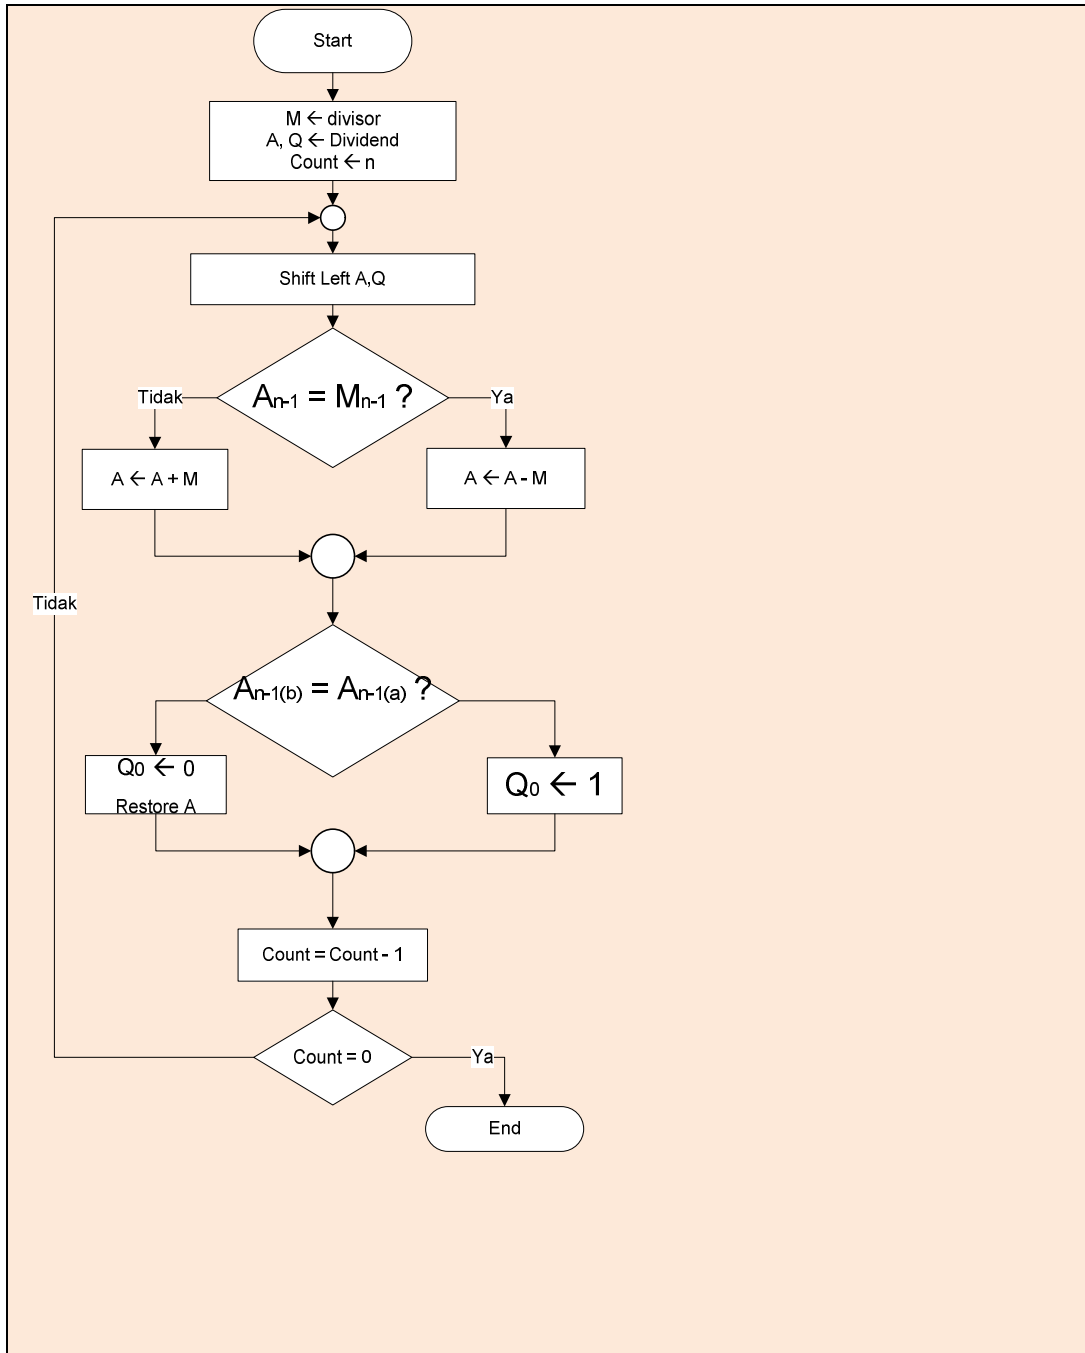 Start
M ← divisor
A, Q ← Dividend
Count ← n
Shift Left A,Q
An-1 = Mn-1 ?
Tidak
Ya
A ← A + M
A ← A - M
Tidak
An-1(b) = An-1(a) ?
Q0 ← 0
Restore A
Q0 ← 1
Count = Count - 1
Count = 0
Ya
End